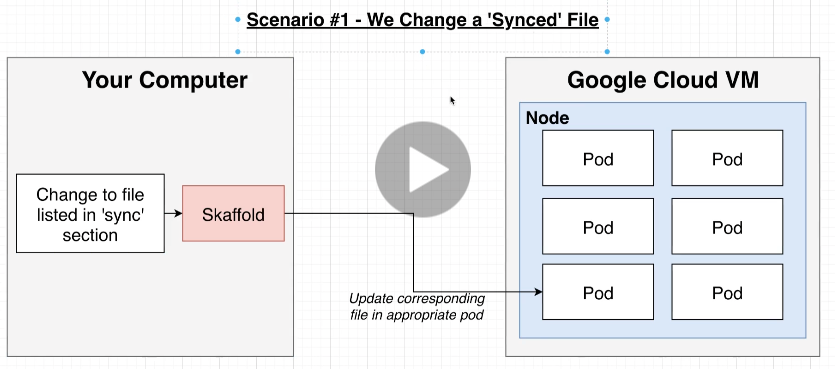 Scenario #1 - We Change a 'Synced' File
Your Computer
Change to file
listed in 'sync'
section
Skaffold
Update corresponding
file in appropriate pod
Google Cloud VM
Node
Pod
Pod
Pod
Pod
Pod
Pod